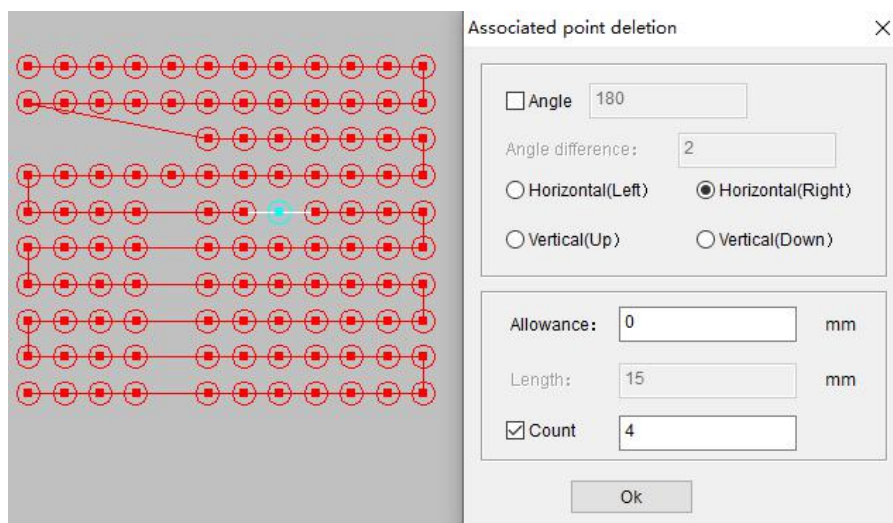 Associated point deletion
Angle 180
Angle difference： 2
Horizontal(Left) Horizontal(Right)
Vertical(Up) Vertical(Down）
Allowance： 0 mm
Length： 15 mm
Count 4
Ok